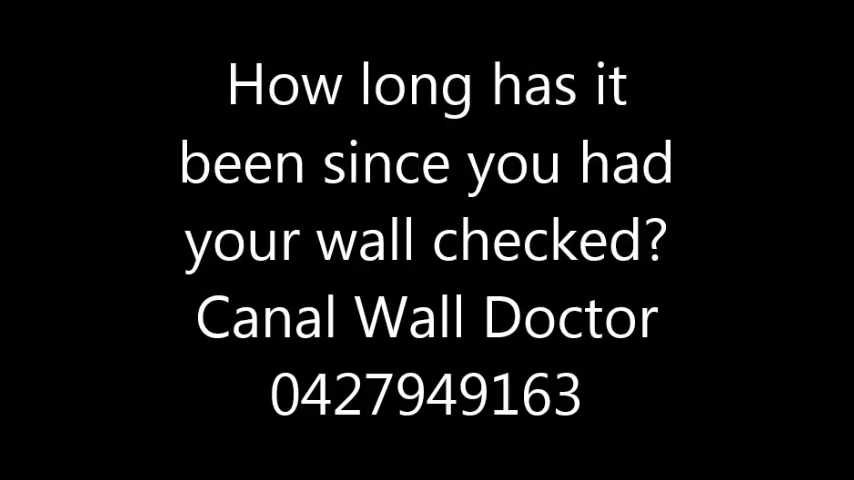 How long has it
been since you had
your wall checked?
Canal Wall Doctor
0427949163